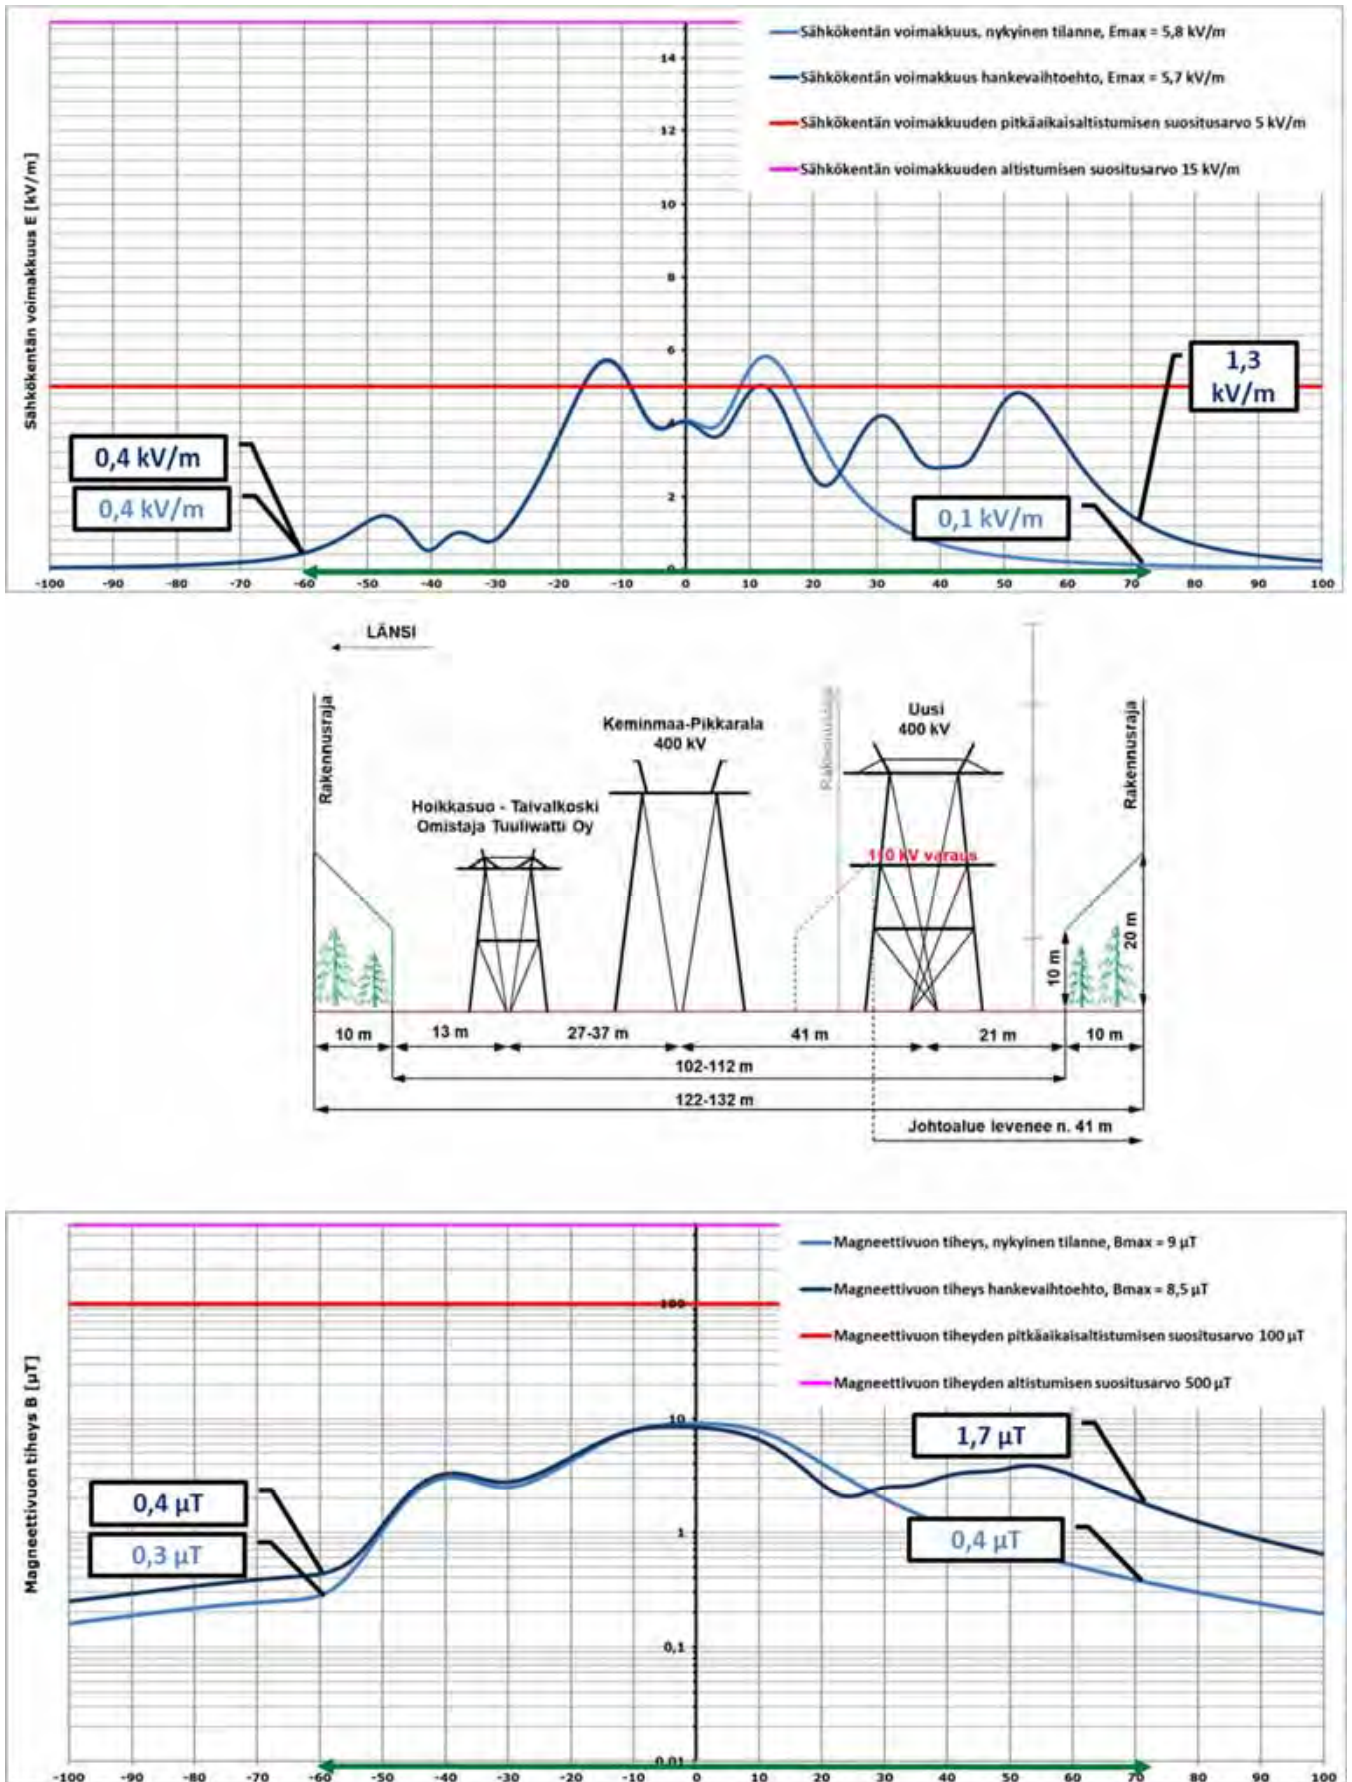 Sähkökentän voimakkuus, nykyinen tilanne, Emax = 5,8 kV/m
Sähkökentän voimakkuus hankevaihtoehto, Emax = 5,7 kV/m
Sähkökentän voimakkuuden pitkäaikaisaltistumisen suositusarvo 5 kV/m
Sähkökentän voimakkuuden altistumisen suositusarvo 15 kV/m
Sähkökentän voimakkuus E [kV/m]
14
12
10
8
6
4
2
0
1,3
kV/m
0,4 kV/m
0,4 kV/m
0,1 kV/m
-100 -90 -80 -70 -60 -50 -40 -30 -20 -10 0 10 20 30 40 50 60 70 80 90 100
LÄNSI
Rakennusraja
Hoikkasuo - Taivalkoski
Omistaja Tuuliwatti Oy
Keminmaa-Pikkarala
400 kV
Rakennusraja
Uusi
400 kV
110 kV varaus
Rakennusraja
10 m
20 m
10 m 13 m 27-37 m 41 m 21 m 10 m
102-112 m
122-132 m
Johtoalue levenee n. 41 m
Magneettivuon tiheys, nykyinen tilanne, Bmax = 9 µT
Magneettivuon tiheys hankevaihtoehto, Bmax = 8,5 µT
Magneettivuon tiheyden pitkäaikaisaltistumisen suositusarvo 100 µT
Magneettivuon tiheyden altistumisen suositusarvo 500 µT
Magneettivuon tiheys B [µT]
100
10
1
0,1
0,01
1,7 µT
0,4 µT
0,3 µT
0,4 µT
-100 -90 -80 -70 -60 -50 -40 -30 -20 -10 0 10 20 30 40 50 60 70 80 90 100